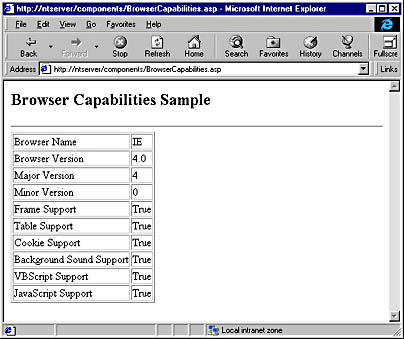 http://ntserver/components/BrowserCapabilities.asp - Microsoft Internet Explorer
File Edit View Go Favorites Help
Back Forward Stop Refresh Home Search Favorites History Channels Fullscre
Address http://ntserver/components/BrowserCapabilities.asp Links
Browser Capabilities Sample
Browser Name IE
Browser Version 4.0
Major Version 4
Minor Version 0
Frame Support True
Table Support True
Cookie Support True
Background Sound Support True
VBScript Support True
JavaScript Support True
Local intranet zone